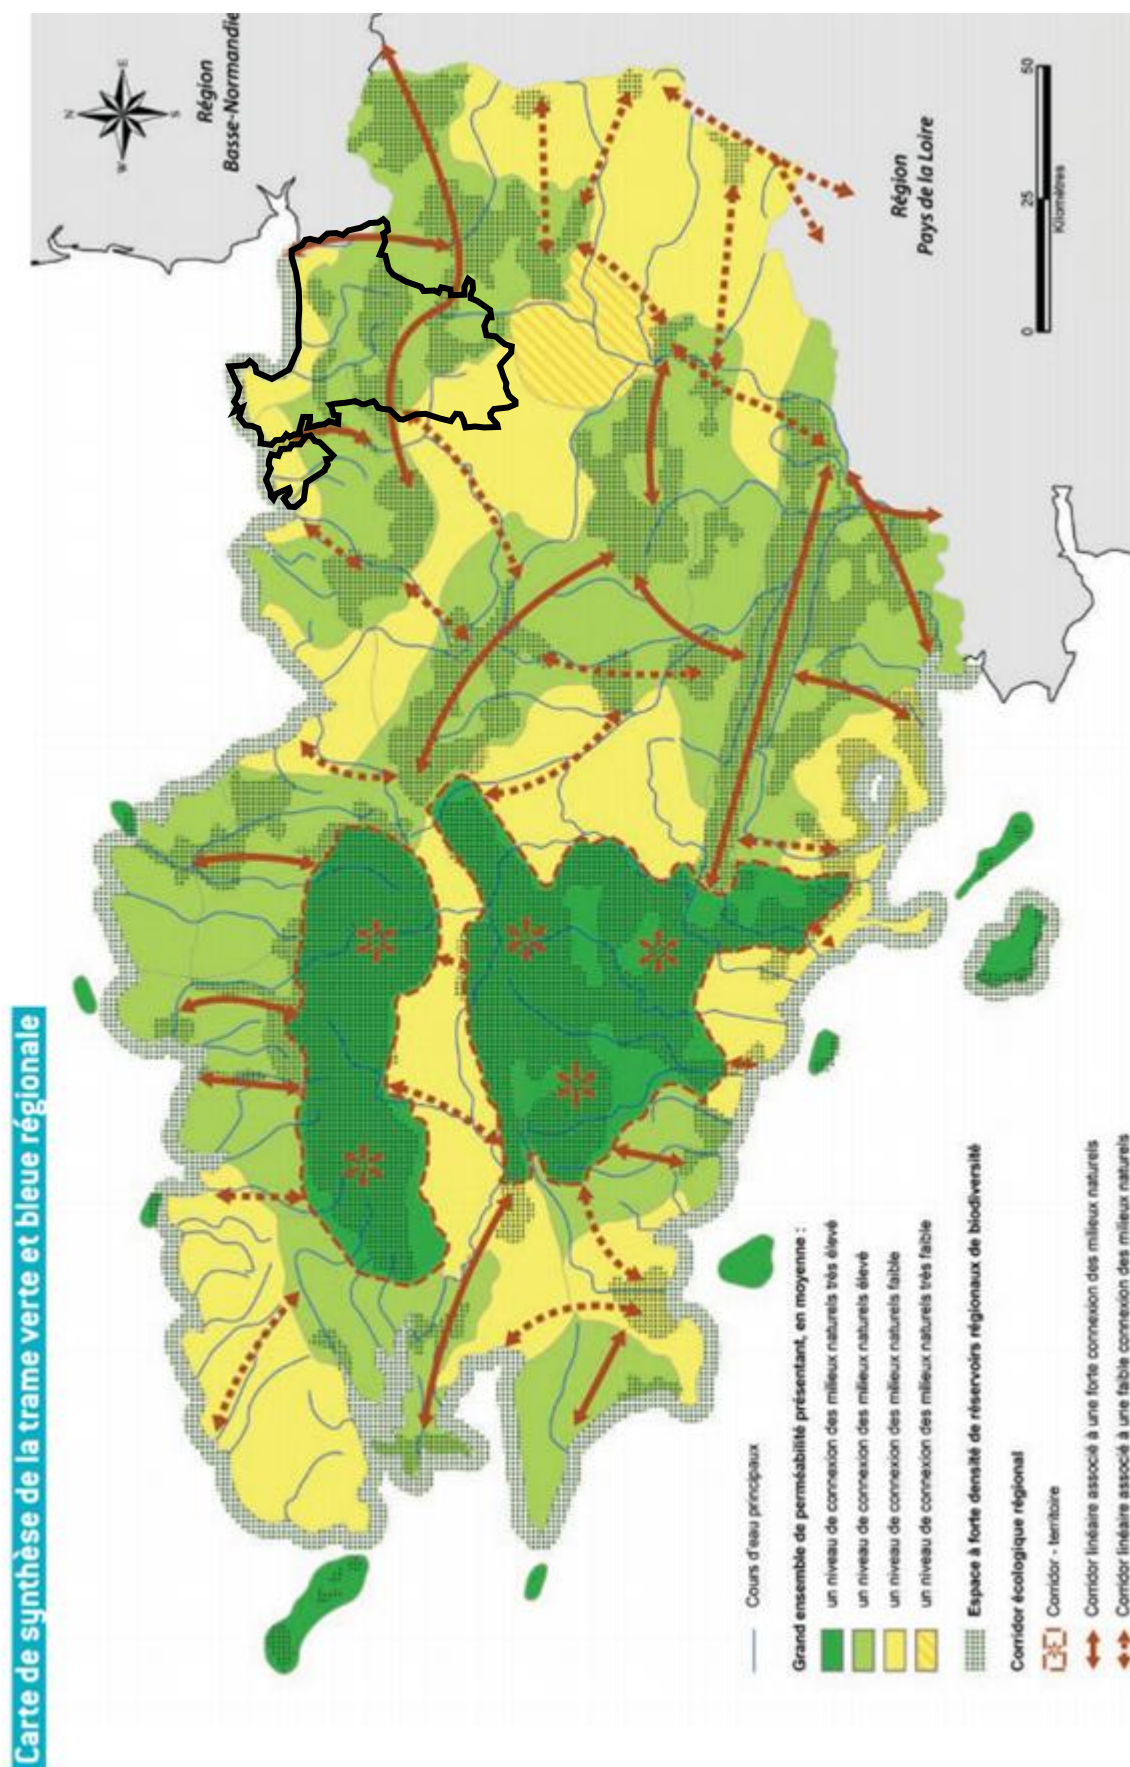 Carte de synthèse de la trame verte et bleue régionale
N
E
S
W
Région
Basse-Normandie
Région
Pays de la Loire
0 25 50
Kilomètres
Cours d'eau principaux
Grand ensemble de perméabilité présentant, en moyenne :
un niveau de connexion des milieux naturels très élevé
un niveau de connexion des milieux naturels élevé
un niveau de connexion des milieux naturels faible
un niveau de connexion des milieux naturels très faible
Espace à forte densité de réservoirs régionaux de biodiversité
Corridor écologique régional
Corridor - territoire
Corridor linéaire associé à une forte connexion des milieux naturels
Corridor linéaire associé à une faible connexion des milieux naturels